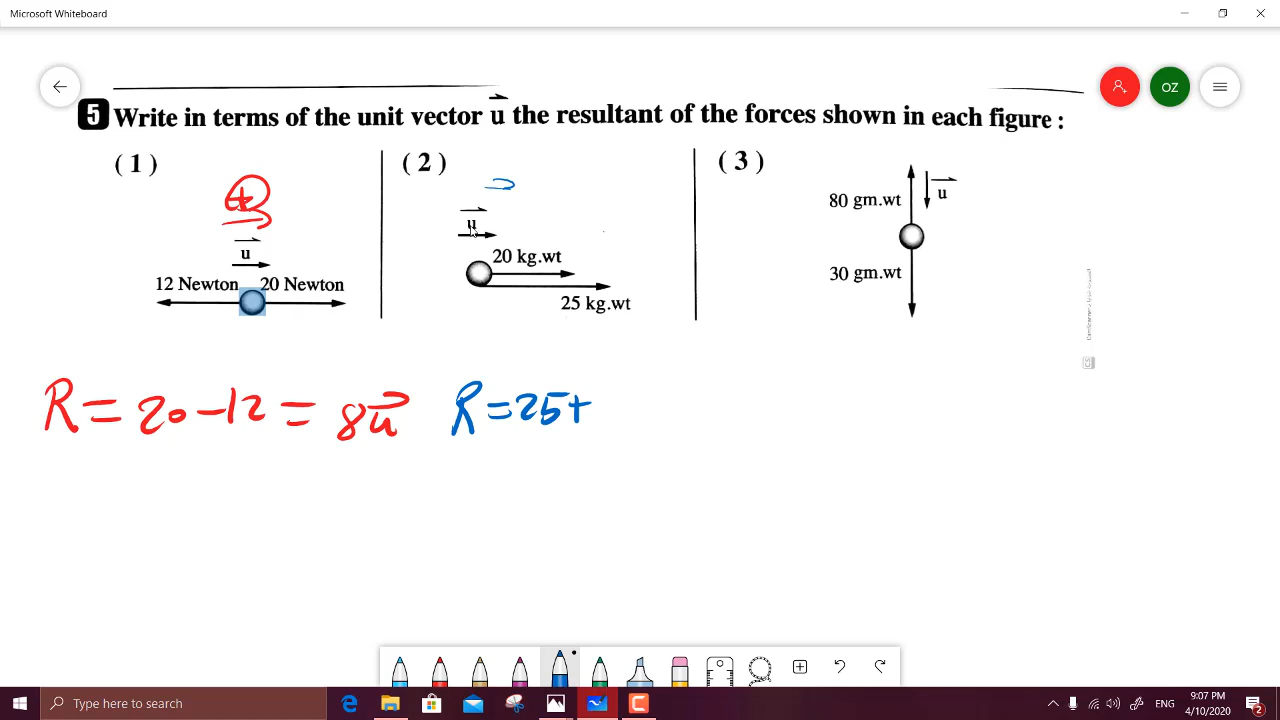 Microsoft Whiteboard
OZ
5 Write in terms of the unit vector u the resultant of the forces shown in each figure :
( 1 )
+
u
12 Newton 20 Newton
( 2 )
u
20 kg.wt
25 kg.wt
( 3 )
80 gm.wt
u
30 gm.wt
CS
R = 20 - 12 = 8u
R = 25 +
Type here to search
ENG
9:07 PM
4/10/2020
2